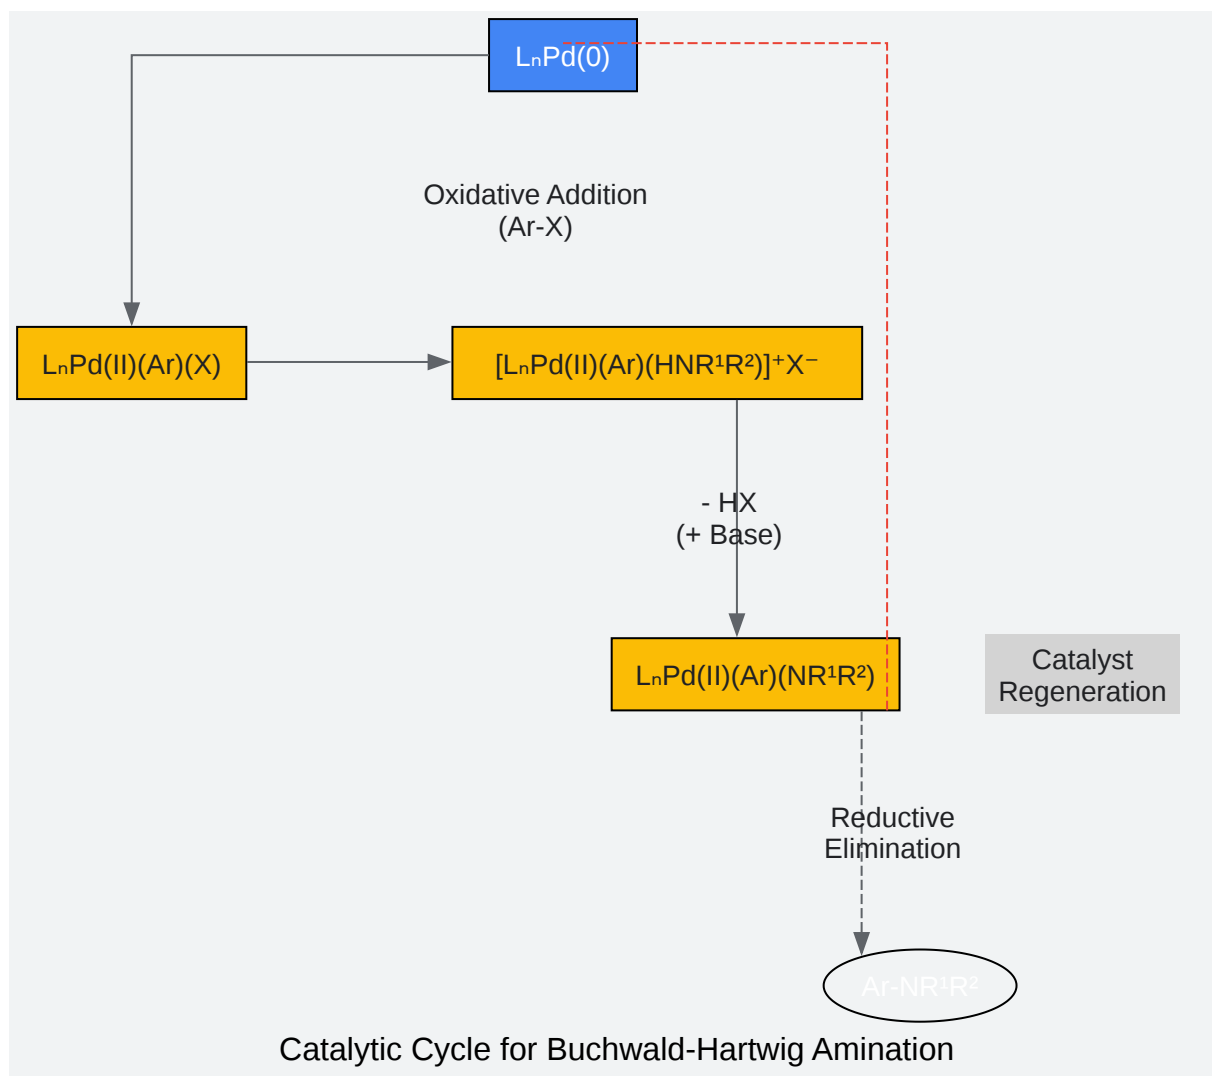 LₙPd(0)
Oxidative Addition
(Ar-X)
LₙPd(II)(Ar)(X)
[LₙPd(II)(Ar)(HNR¹R²)]⁺X⁻
- HX
(+ Base)
LₙPd(II)(Ar)(NR¹R²)
Catalyst
Regeneration
Reductive
Elimination
Ar-NR¹R²
Catalytic Cycle for Buchwald-Hartwig Amination